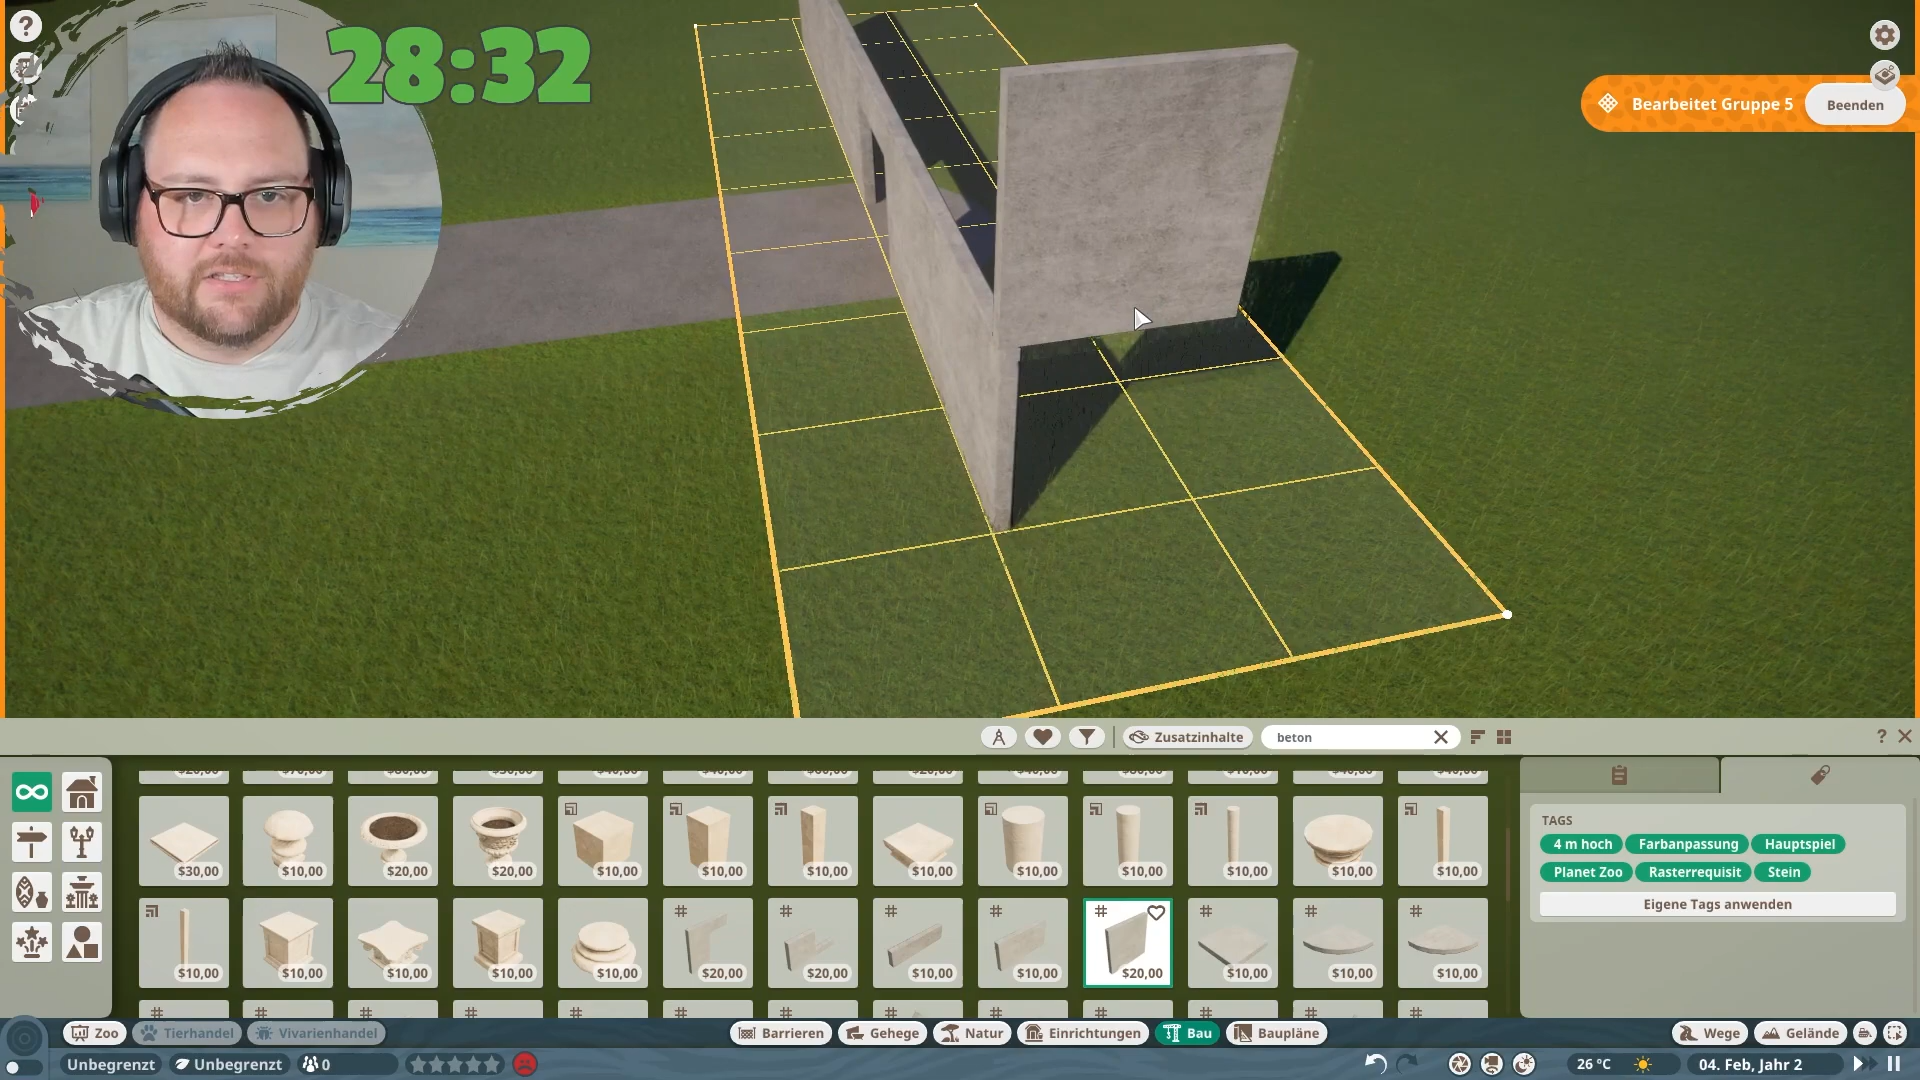 28:32
Bearbeitet Gruppe 5
Beenden
Zusatzinhalte
beton
$30,00
$10,00
$20,00
$20,00
$10,00
$10,00
$10,00
$10,00
$10,00
$10,00
$10,00
$10,00
$10,00
$10,00
$10,00
$10,00
$10,00
$10,00
$20,00
$20,00
$10,00
$10,00
$20,00
$10,00
$10,00
$10,00
TAGS
4 m hoch
Farbanpassung
Hauptspiel
Planet Zoo
Rasterrequisit
Stein
Eigene Tags anwenden
Zoo
Tierhandel
Vivarienhandel
Barrieren
Gehege
Natur
Einrichtungen
Bau
Baupläne
Wege
Gelände
Unbegrenzt
Unbegrenzt
0
26 °C
04. Feb, Jahr 2